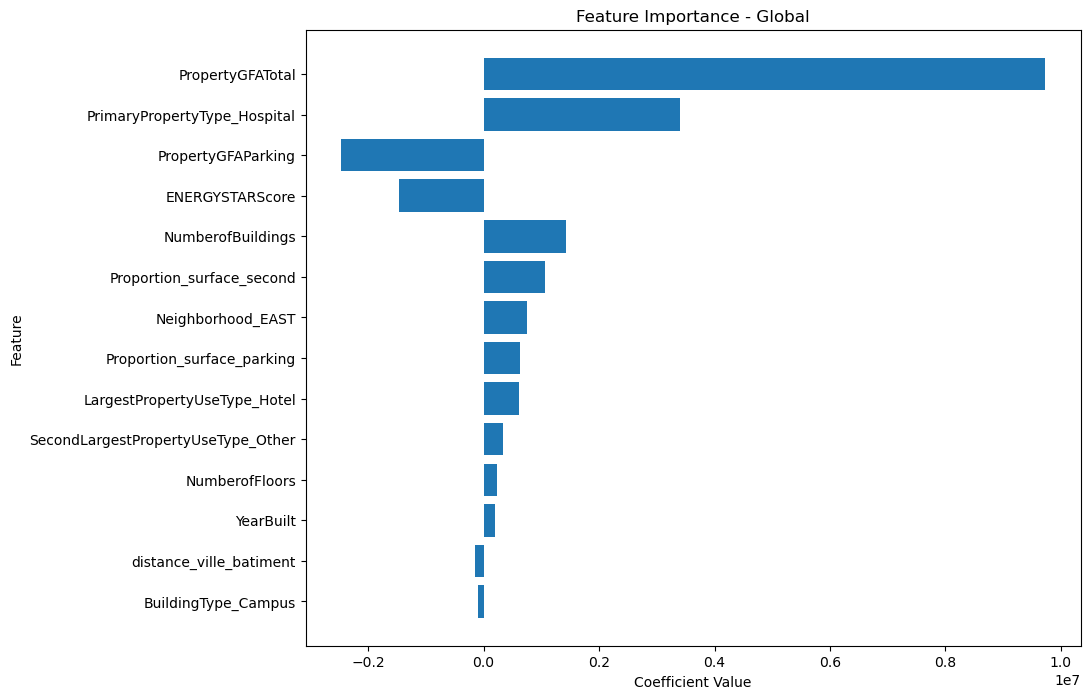 Feature Importance - Global
PropertyGFATotal
PrimaryPropertyType_Hospital
PropertyGFAParking
ENERGYSTARScore
NumberofBuildings
Proportion_surface_second
Neighborhood_EAST
Proportion_surface_parking
LargestPropertyUseType_Hotel
SecondLargestPropertyUseType_Other
NumberofFloors
YearBuilt
distance_ville_batiment
BuildingType_Campus
Feature
−0.2 0.0 0.2 0.4 0.6 0.8 1.0
1e7
Coefficient Value